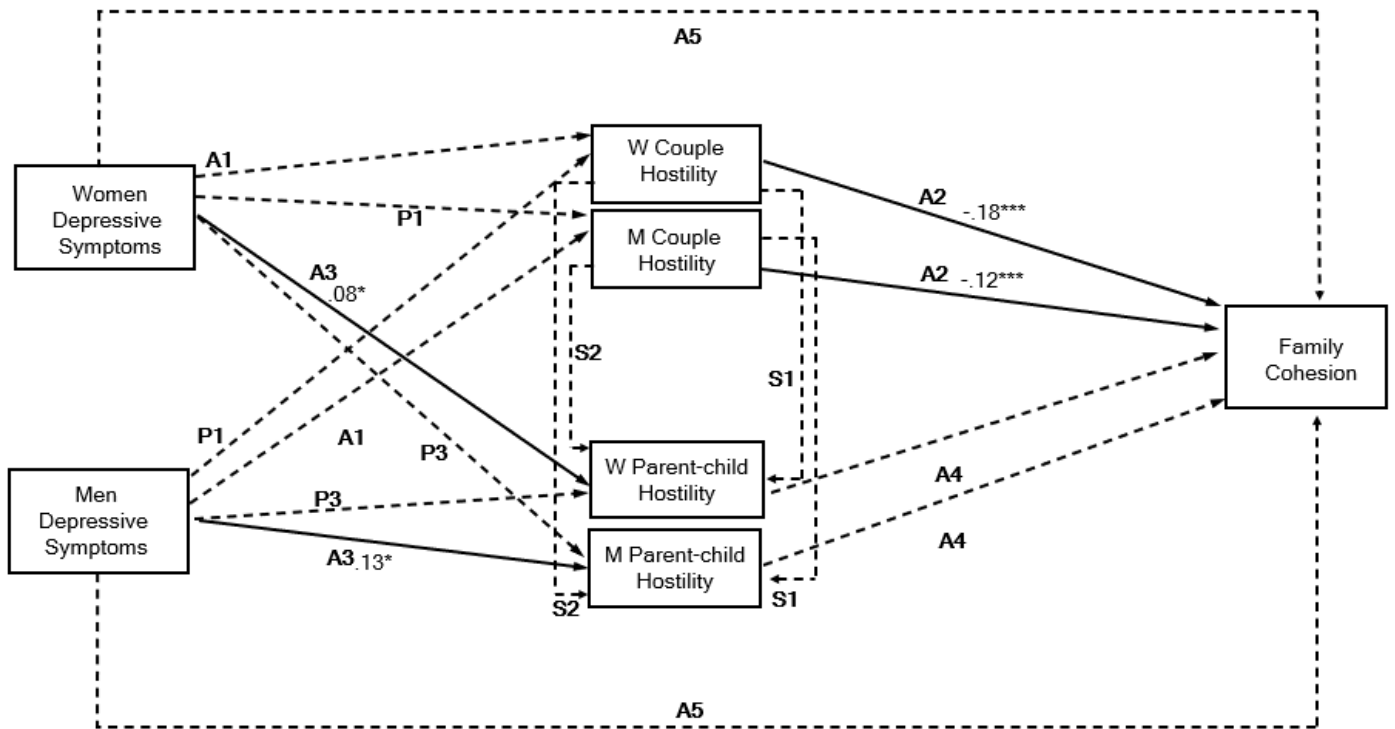 A5
A1
W Couple
Hostility
Women
Depressive
Symptoms
P1
A2
-.18***
M Couple
Hostility
A3
.08*
A2
-.12***
S2
S1
Family
Cohesion
P1
A1
P3
W Parent-child
Hostility
A4
Men
Depressive
Symptoms
P3
A3
.13*
M Parent-child
Hostility
A4
S2
S1
A5